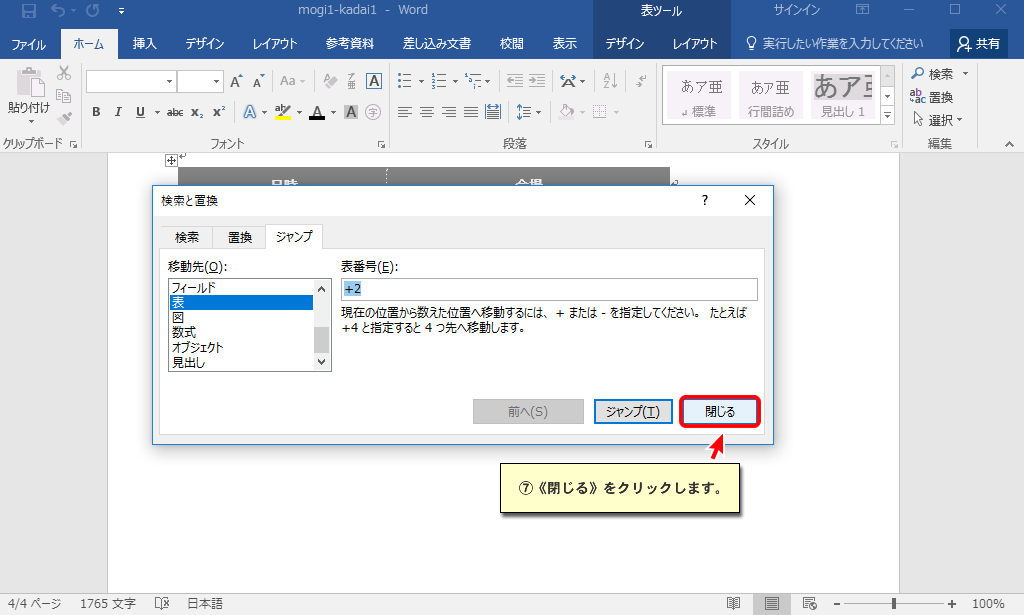 mogi1-kadai1 - Word
表ツール
サインイン
ファイル ホーム 挿入 デザイン レイアウト 参考資料 差し込み文書 校閲 表示 デザイン レイアウト 実行したい作業を入力してください 共有
貼り付け
クリップボード
A A Aa A
B I U abc x₂ x² A A A 字
フォント
段落
あア亜 あア亜 あア亜
↲ 標準 行間詰め 見出し 1
スタイル
検索
置換
選択
編集
日時 会場
検索と置換 ?
検索 置換 ジャンプ
移動先(O): 表番号(E):
フィールド
表
図
数式
オブジェクト
見出し
+2
現在の位置から数えた位置へ移動するには、+ または - を指定してください。 たとえば
+4 と指定すると 4 つ先へ移動します。
前へ(S) ジャンプ(T) 閉じる
⑦《閉じる》をクリックします。
4/4 ページ 1765 文字 日本語 100%